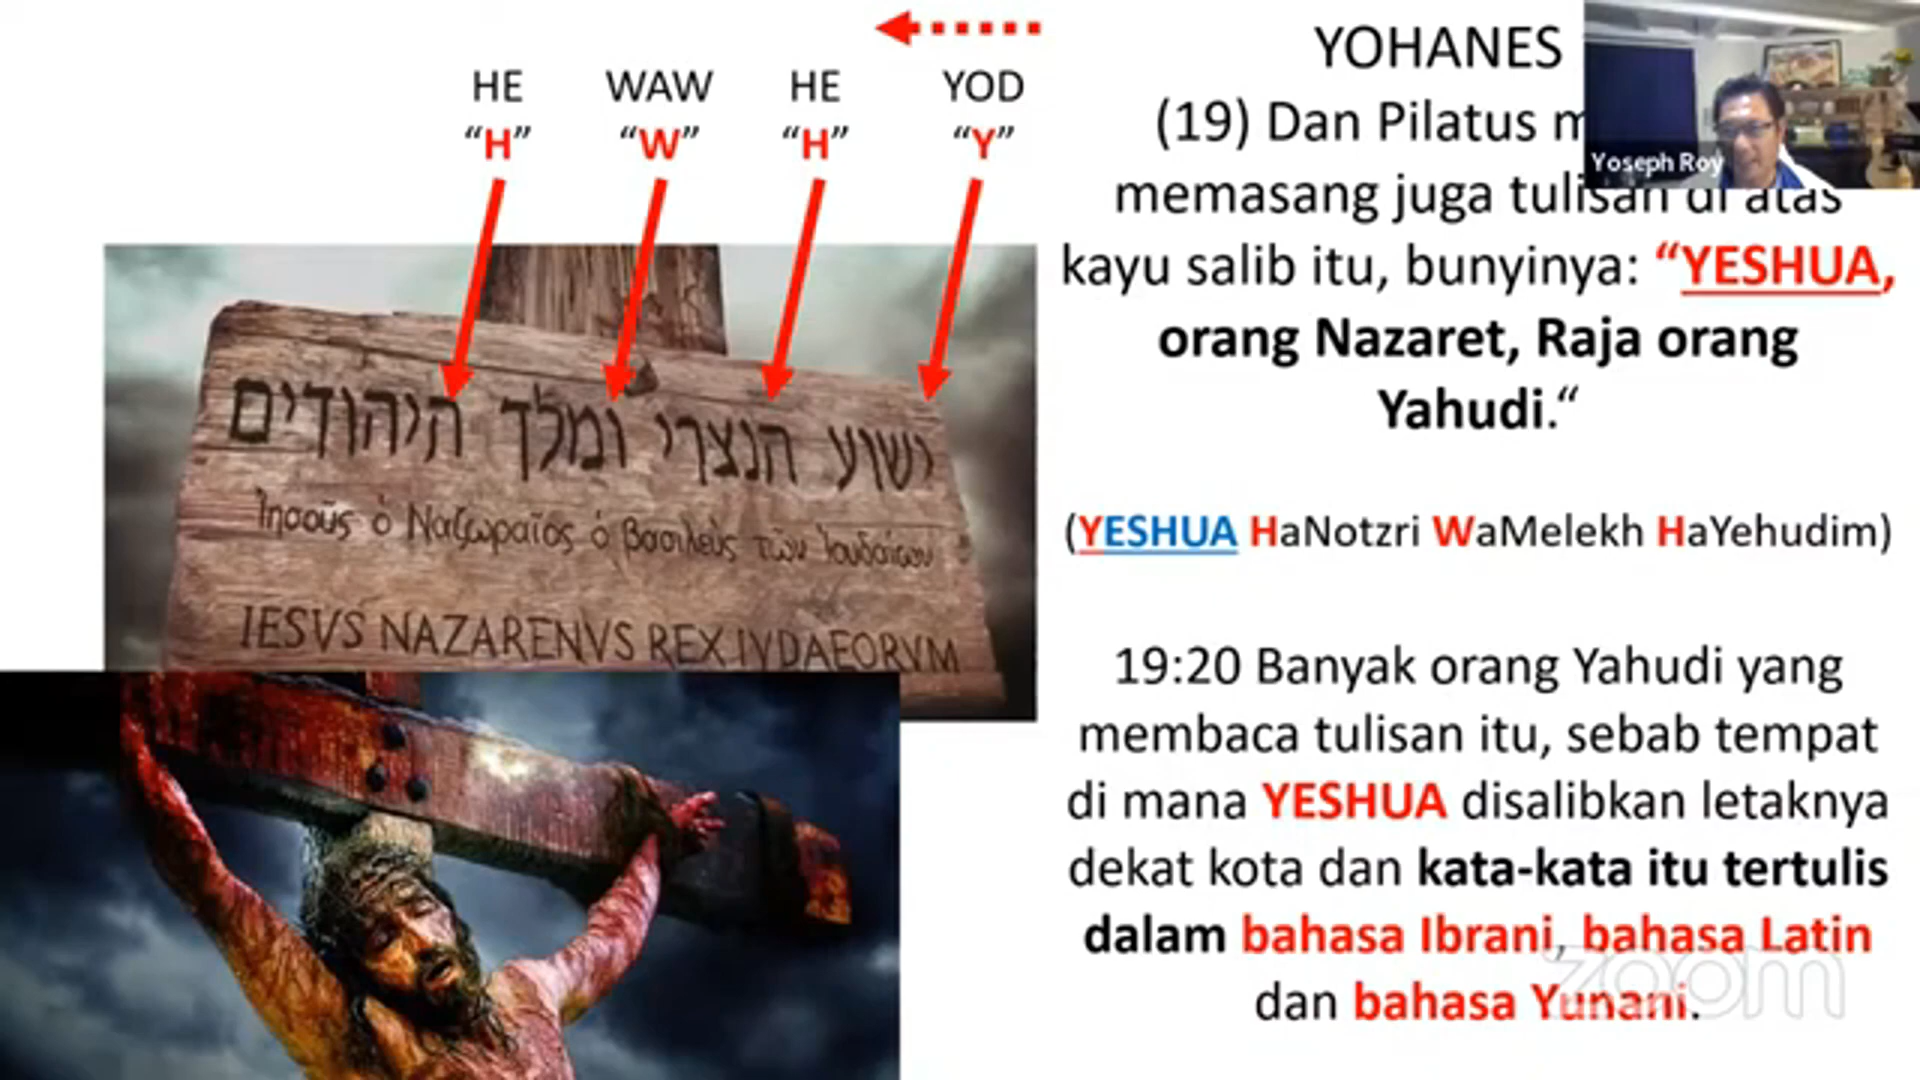 HE WAW HE YOD
“H” “W” “H” “Y”
ישוע הנצרי ומלך היהודים
Ἰησοῦς ὁ Ναζωραῖος ὁ βασιλεὺς τῶν Ἰουδαίων
IESVS NAZARENVS REX IVDAEORVM
YOHANES
(19) Dan Pilatus
memasang juga tulisan di atas
kayu salib itu, bunyinya: “YESHUA,
orang Nazaret, Raja orang
Yahudi.“
(YESHUA HaNotzri WaMelekh HaYehudim)
19:20 Banyak orang Yahudi yang
membaca tulisan itu, sebab tempat
di mana YESHUA disalibkan letaknya
dekat kota dan kata-kata itu tertulis
dalam bahasa Ibrani, bahasa Latin
dan bahasa Yunani.
Yoseph Roy
zoom